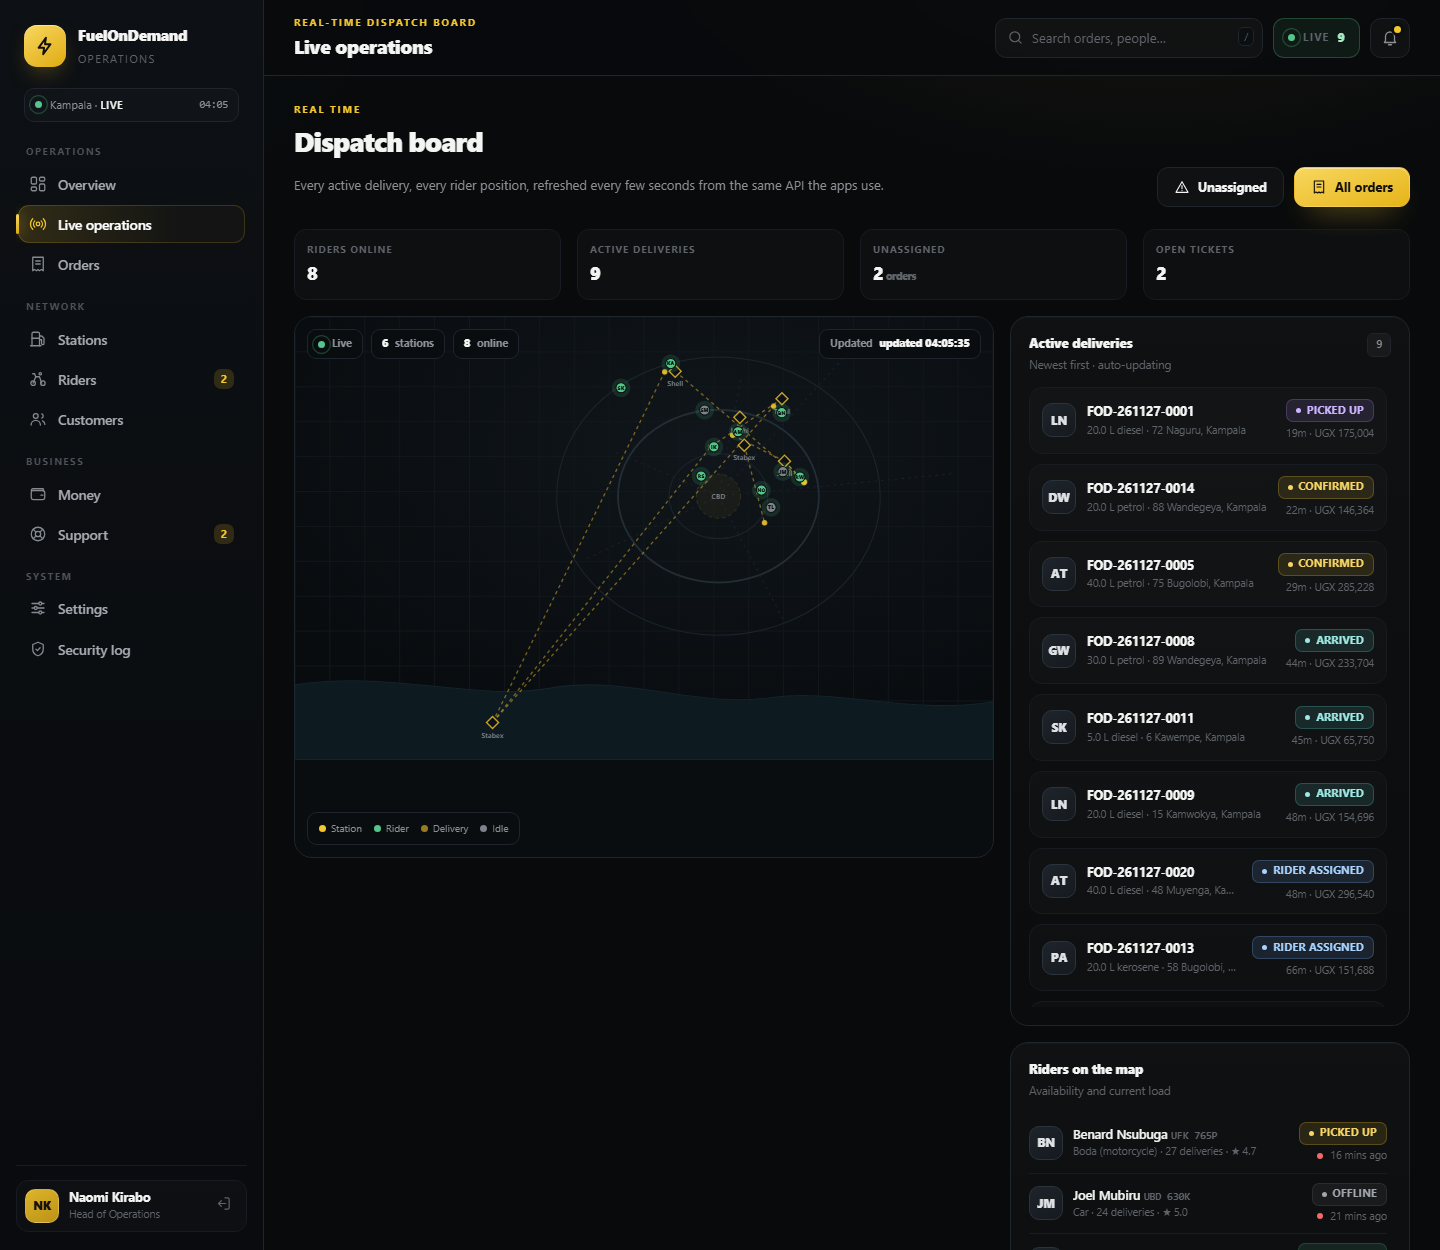 FuelOnDemand
OPERATIONS
Kampala · LIVE 04:05
OPERATIONS
Overview
Live operations
Orders
NETWORK
Stations
Riders 2
Customers
BUSINESS
Money
Support 2
SYSTEM
Settings
Security log
NK
Naomi Kirabo
Head of Operations
REAL-TIME DISPATCH BOARD
Live operations
Search orders, people... /
LIVE 9
REAL TIME
Dispatch board
Every active delivery, every rider position, refreshed every few seconds from the same API the apps use.
Unassigned
All orders
RIDERS ONLINE
8
ACTIVE DELIVERIES
9
UNASSIGNED
2 orders
OPEN TICKETS
2
Live
6 stations
8 online
Updated updated 04:05:35
Shell
Stabex
CBD
Stabex
Station
Rider
Delivery
Idle
Active deliveries 9
Newest first · auto-updating
LN FOD-261127-0001 PICKED UP
20.0 L diesel · 72 Naguru, Kampala 19m · UGX 175,004
DW FOD-261127-0014 CONFIRMED
20.0 L petrol · 88 Wandegeya, Kampala 22m · UGX 146,364
AT FOD-261127-0005 CONFIRMED
40.0 L petrol · 75 Bugolobi, Kampala 29m · UGX 285,228
GW FOD-261127-0008 ARRIVED
30.0 L petrol · 89 Wandegeya, Kampala 44m · UGX 233,704
SK FOD-261127-0011 ARRIVED
5.0 L diesel · 6 Kawempe, Kampala 45m · UGX 65,750
LN FOD-261127-0009 ARRIVED
20.0 L diesel · 15 Kamwokya, Kampala 48m · UGX 154,696
AT FOD-261127-0020 RIDER ASSIGNED
40.0 L diesel · 48 Muyenga, Ka... 48m · UGX 296,540
PA FOD-261127-0013 RIDER ASSIGNED
20.0 L kerosene · 58 Bugolobi, ... 66m · UGX 151,688
Riders on the map
Availability and current load
BN Benard Nsubuga UFK 765P PICKED UP
Boda (motorcycle) · 27 deliveries · ★ 4.7 16 mins ago
JM Joel Mubiru UBD 630K OFFLINE
Car · 24 deliveries · ★ 5.0 21 mins ago